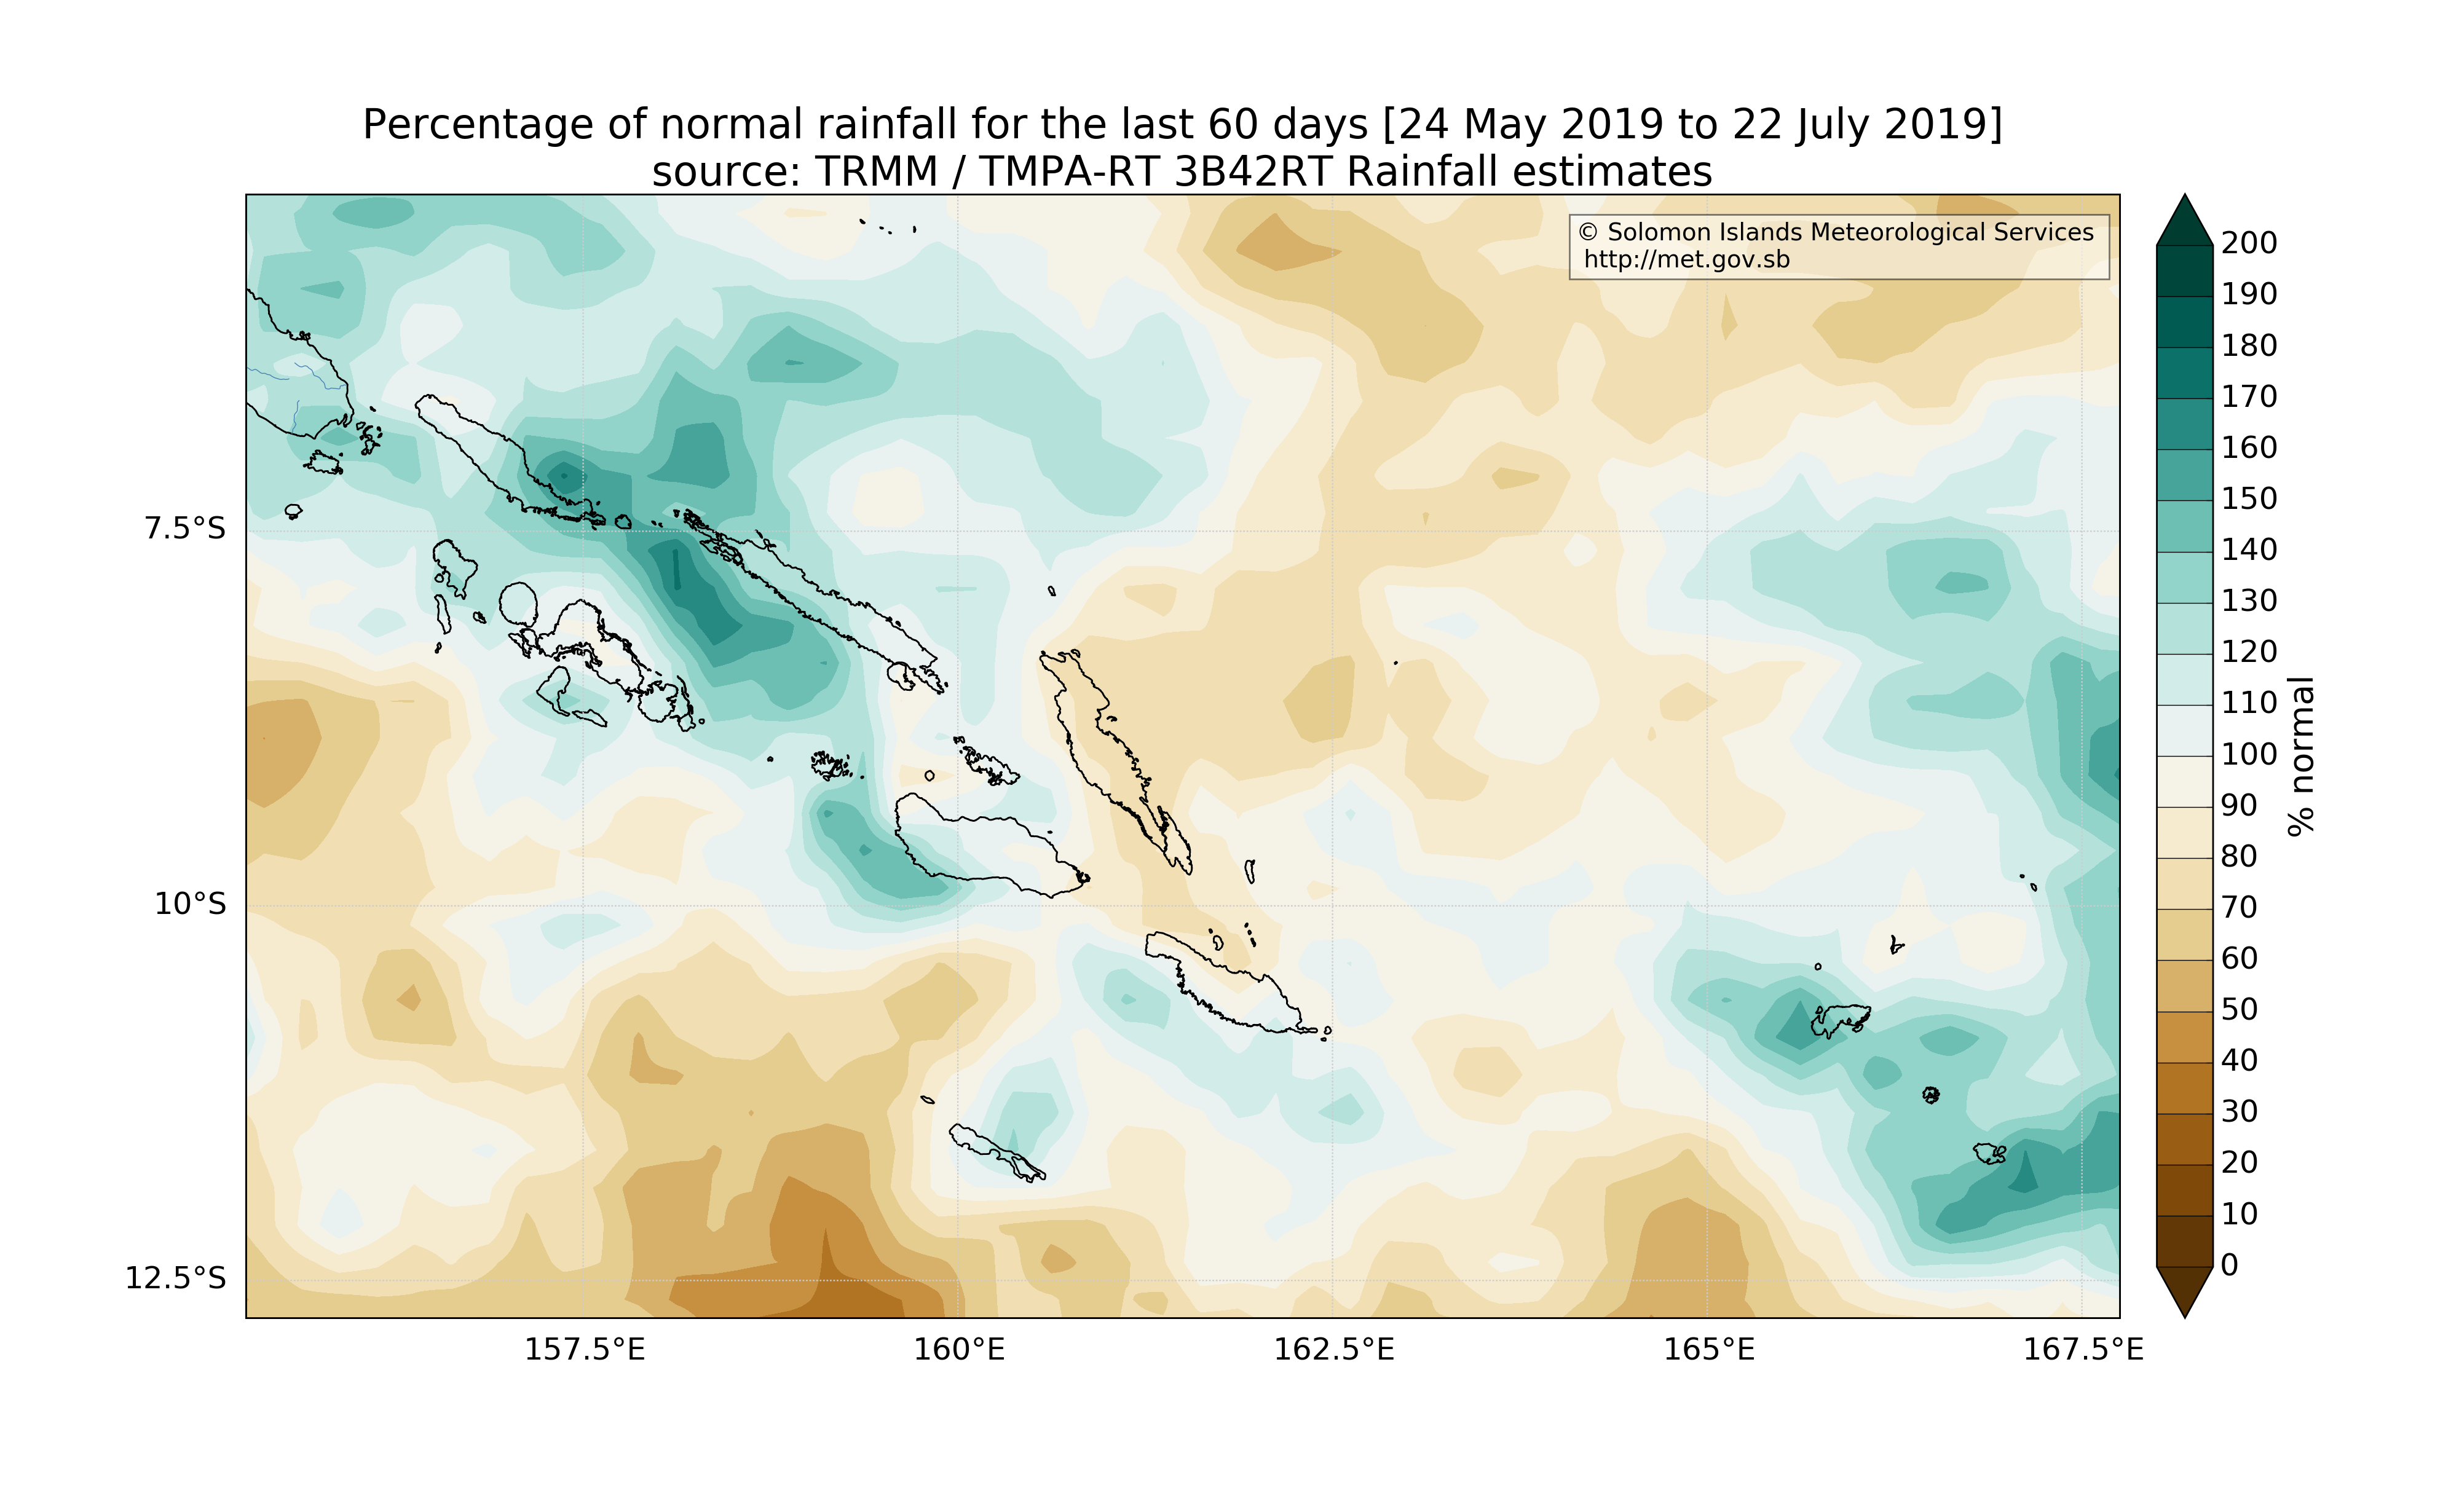 Percentage of normal rainfall for the last 60 days [24 May 2019 to 22 July 2019]
source: TRMM / TMPA-RT 3B42RT Rainfall estimates
© Solomon Islands Meteorological Services
http://met.gov.sb
7.5°S
10°S
12.5°S
157.5°E
160°E
162.5°E
165°E
167.5°E
200
190
180
170
160
150
140
130
120
110
100
90
80
70
60
50
40
30
20
10
0
% normal